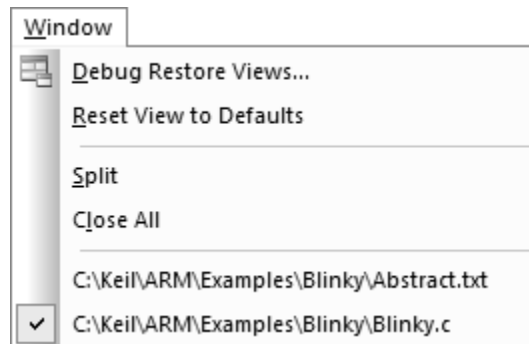 Window
Debug Restore Views...
Reset View to Defaults
Split
Close All
C:\Keil\ARM\Examples\Blinky\Abstract.txt
C:\Keil\ARM\Examples\Blinky\Blinky.c